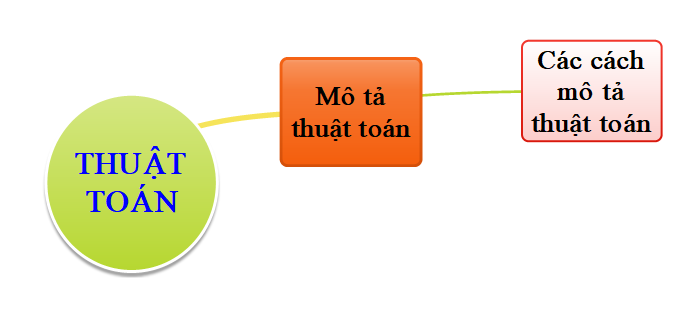 THUẬT
TOÁN
Mô tả
thuật toán
Các cách
mô tả
thuật toán